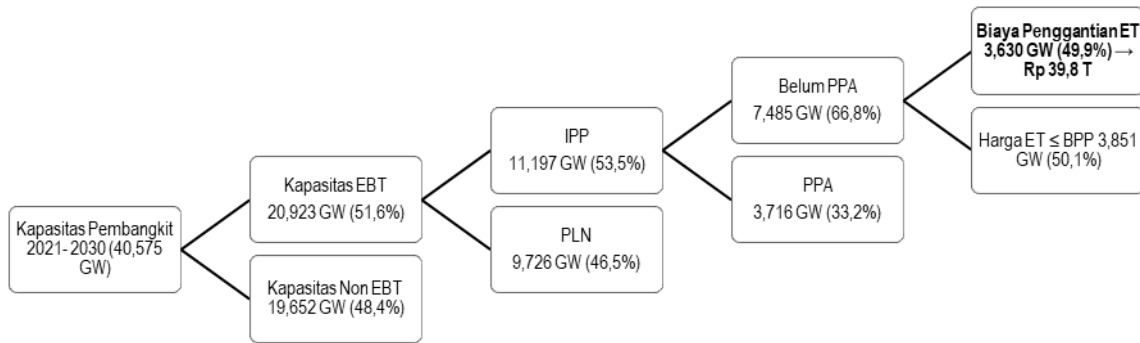 Kapasitas Pembangkit
2021- 2030 (40,575
GW)
Kapasitas EBT
20,923 GW (51,6%)
Kapasitas Non EBT
19,652 GW (48,4%)
IPP
11,197 GW (53,5%)
PLN
9,726 GW (46,5%)
Belum PPA
7,485 GW (66,8%)
PPA
3,716 GW (33,2%)
Biaya Penggantian ET
3,630 GW (49,9%) →
Rp 39,8 T
Harga ET ≤ BPP 3,851
GW (50,1%)